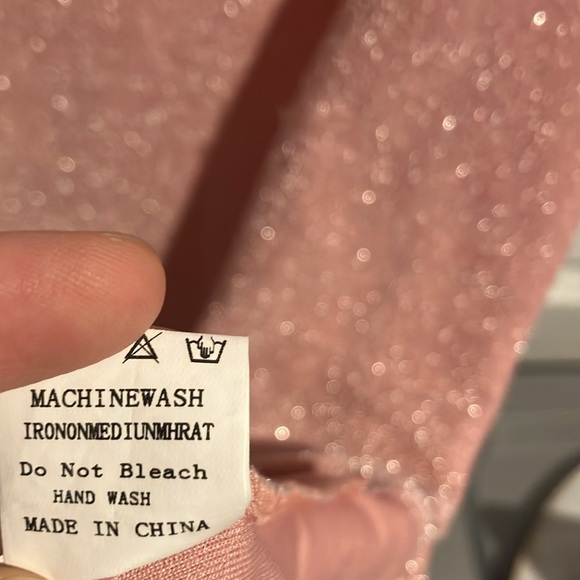 MACHINEWASH
IRONONMEDIUNMHRAT
Do Not Bleach
HAND WASH
MADE IN CHINA